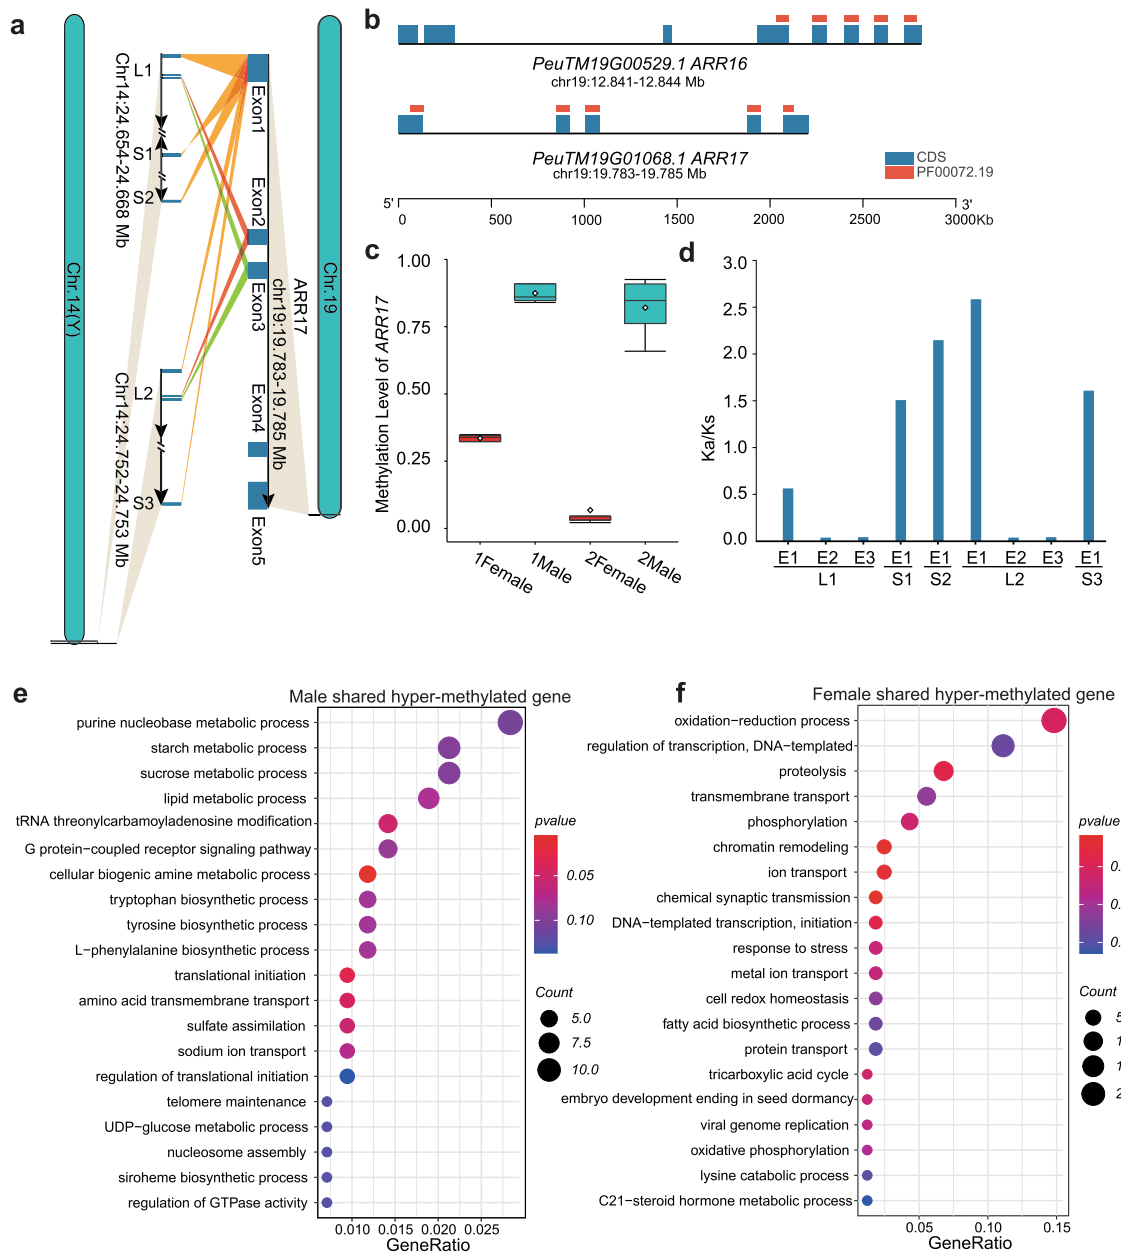 a
Chr.14(Y)
Chr14:24.654-24.668 Mb
L1
S1
S2
Chr14:24.752-24.753 Mb
L2
S3
Exon1
Exon2
Exon3
Exon4
Exon5
chr19:19.783-19.785 Mb
ARR17
Chr.19
b
PeuTM19G00529.1 ARR16
chr19:12.841-12.844 Mb
PeuTM19G01068.1 ARR17
chr19:19.783-19.785 Mb
CDS
PF00072.19
5' 3'
0 500 1000 1500 2000 2500 3000Kb
c
Methylation Level of ARR17
1.00
0.75
0.50
0.25
0.00
1Female 1Male 2Female 2Male
d
Ka/Ks
3.0
2.5
2.0
1.5
1.0
0.5
0.0
E1 E2 E3 E1 E1 E1 E2 E3 E1
L1 S1 S2 L2 S3
e
Male shared hyper-methylated gene
purine nucleobase metabolic process
starch metabolic process
sucrose metabolic process
lipid metabolic process
tRNA threonylcarbamoyladenosine modification
G protein−coupled receptor signaling pathway
cellular biogenic amine metabolic process
tryptophan biosynthetic process
tyrosine biosynthetic process
L−phenylalanine biosynthetic process
translational initiation
amino acid transmembrane transport
sulfate assimilation
sodium ion transport
regulation of translational initiation
telomere maintenance
UDP−glucose metabolic process
nucleosome assembly
siroheme biosynthetic process
regulation of GTPase activity
0.010 0.015 0.020 0.025
GeneRatio
pvalue
0.05
0.10
Count
5.0
7.5
10.0
f
Female shared hyper-methylated gene
oxidation−reduction process
regulation of transcription, DNA−templated
proteolysis
transmembrane transport
phosphorylation
chromatin remodeling
ion transport
chemical synaptic transmission
DNA−templated transcription, initiation
response to stress
metal ion transport
cell redox homeostasis
fatty acid biosynthetic process
protein transport
tricarboxylic acid cycle
embryo development ending in seed dormancy
viral genome replication
oxidative phosphorylation
lysine catabolic process
C21−steroid hormone metabolic process
0.05 0.10 0.15
GeneRatio
pvalue
0.
0.
0.
Count
5
1
1
2